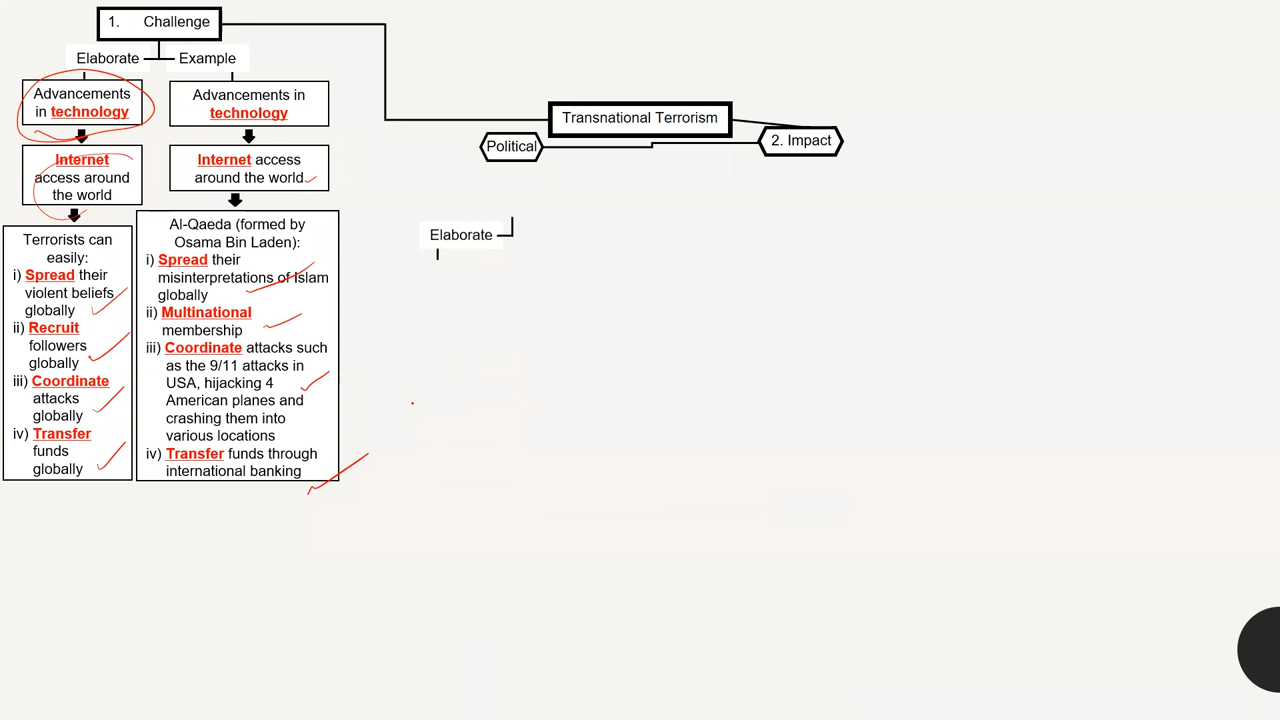 1. Challenge
Elaborate
Example
Advancements
in technology
Internet
access around
the world
Terrorists can
easily:
i) Spread their
violent beliefs
globally
ii) Recruit
followers
globally
iii) Coordinate
attacks
globally
iv) Transfer
funds
globally
Advancements in
technology
Internet access
around the world
Al-Qaeda (formed by
Osama Bin Laden):
i) Spread their
misinterpretations of Islam
globally
ii) Multinational
membership
iii) Coordinate attacks such
as the 9/11 attacks in
USA, hijacking 4
American planes and
crashing them into
various locations
iv) Transfer funds through
international banking
Transnational Terrorism
2. Impact
Political
Elaborate